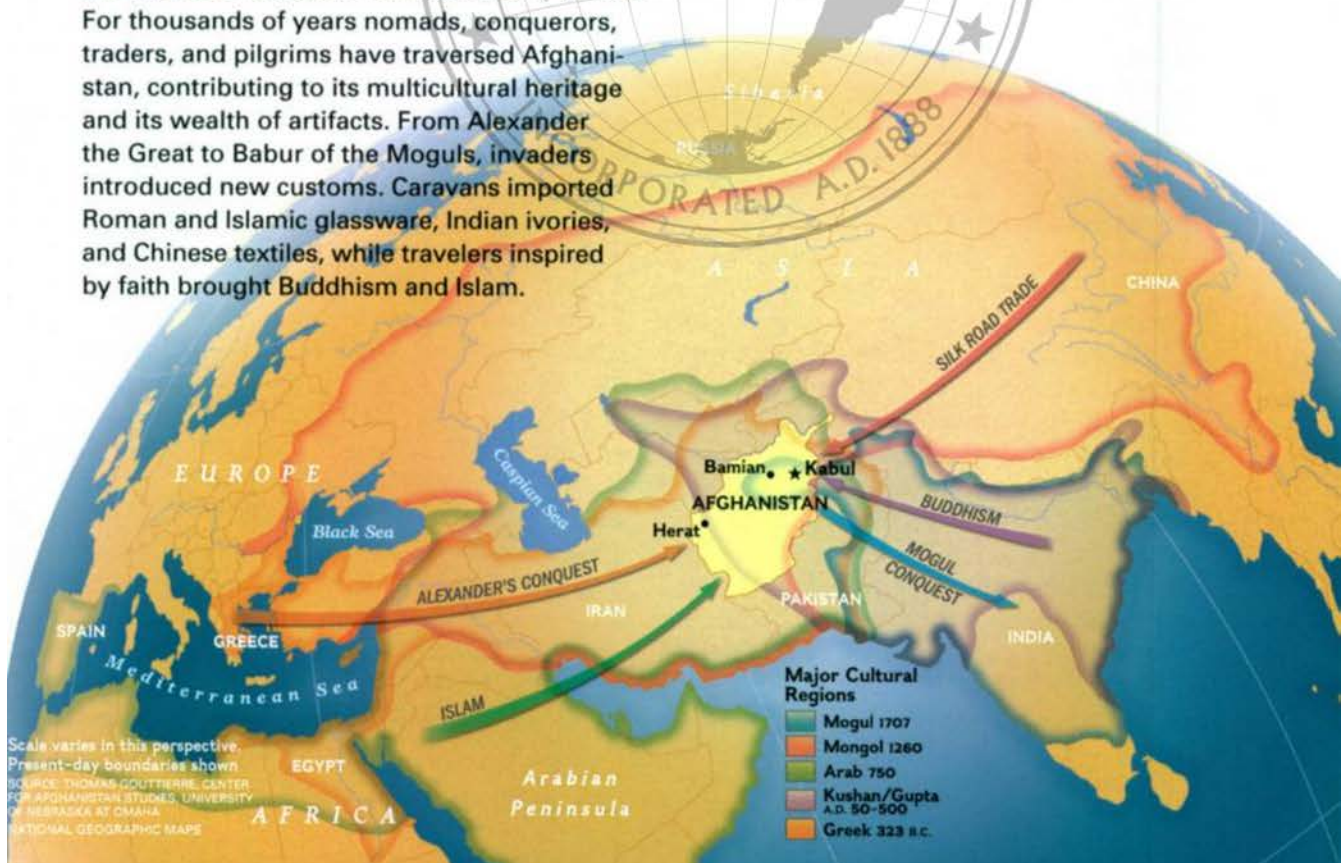 For thousands of years nomads, conquerors,
traders, and pilgrims have traversed Afghani-
stan, contributing to its multicultural heritage
and its wealth of artifacts. From Alexander
the Great to Babur of the Moguls, invaders
introduced new customs. Caravans imported
Roman and Islamic glassware, Indian ivories,
and Chinese textiles, while travelers inspired
by faith brought Buddhism and Islam.
INCORPORATED A.D. 1888
Siberia
RUSSIA
ASIA
CHINA
SILK ROAD TRADE
EUROPE
Caspian Sea
Black Sea
Bamian
Kabul
AFGHANISTAN
Herat
BUDDHISM
MOGUL
CONQUEST
ALEXANDER'S CONQUEST
IRAN
PAKISTAN
INDIA
SPAIN
GREECE
Mediterranean Sea
ISLAM
EGYPT
AFRICA
Arabian
Peninsula
Major Cultural
Regions
Mogul 1707
Mongol 1260
Arab 750
Kushan/Gupta
A.D. 50-500
Greek 323 B.C.
Scale varies in this perspective.
Present-day boundaries shown
SOURCE: THOMAS GOUTTIERRE, CENTER
FOR AFGHANISTAN STUDIES, UNIVERSITY
OF NEBRASKA AT OMAHA
NATIONAL GEOGRAPHIC MAPS